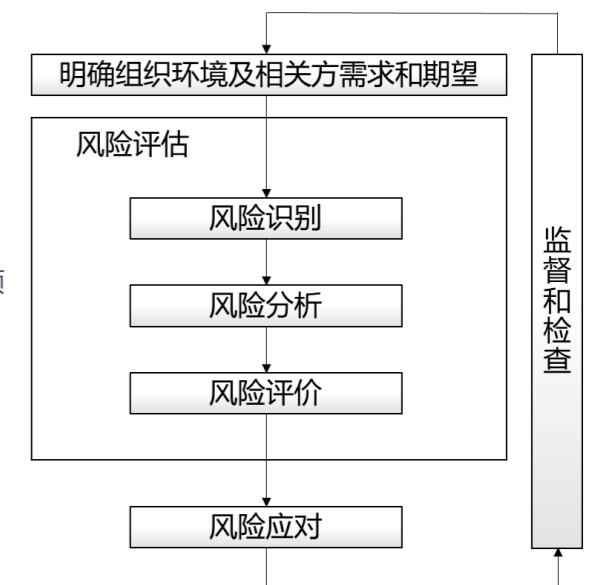 明确组织环境及相关方需求和期望
风险评估
风险识别
风险分析
风险评价
风险应对
监督和检查